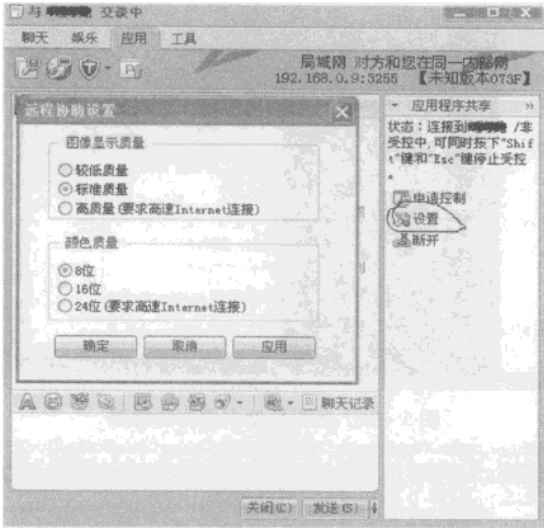 与 交谈中
聊天 娱乐 应用 工具
局域网 对方和您在同一内部网
192.168.0.9:3255 【未知版本073F】
远程协助设置
图像显示质量
较低质量
标准质量
高质量(要求高速Internet连接)
颜色质量
8位
16位
24位(要求高速Internet连接)
确定 取消 应用
应用程序共享 »
状态:连接到 /非
受控中,可同时按下"Shif
t"键和"Esc"键停止受控
。
申请控制
设置
断开
聊天记录
关闭(C) 发送(S)